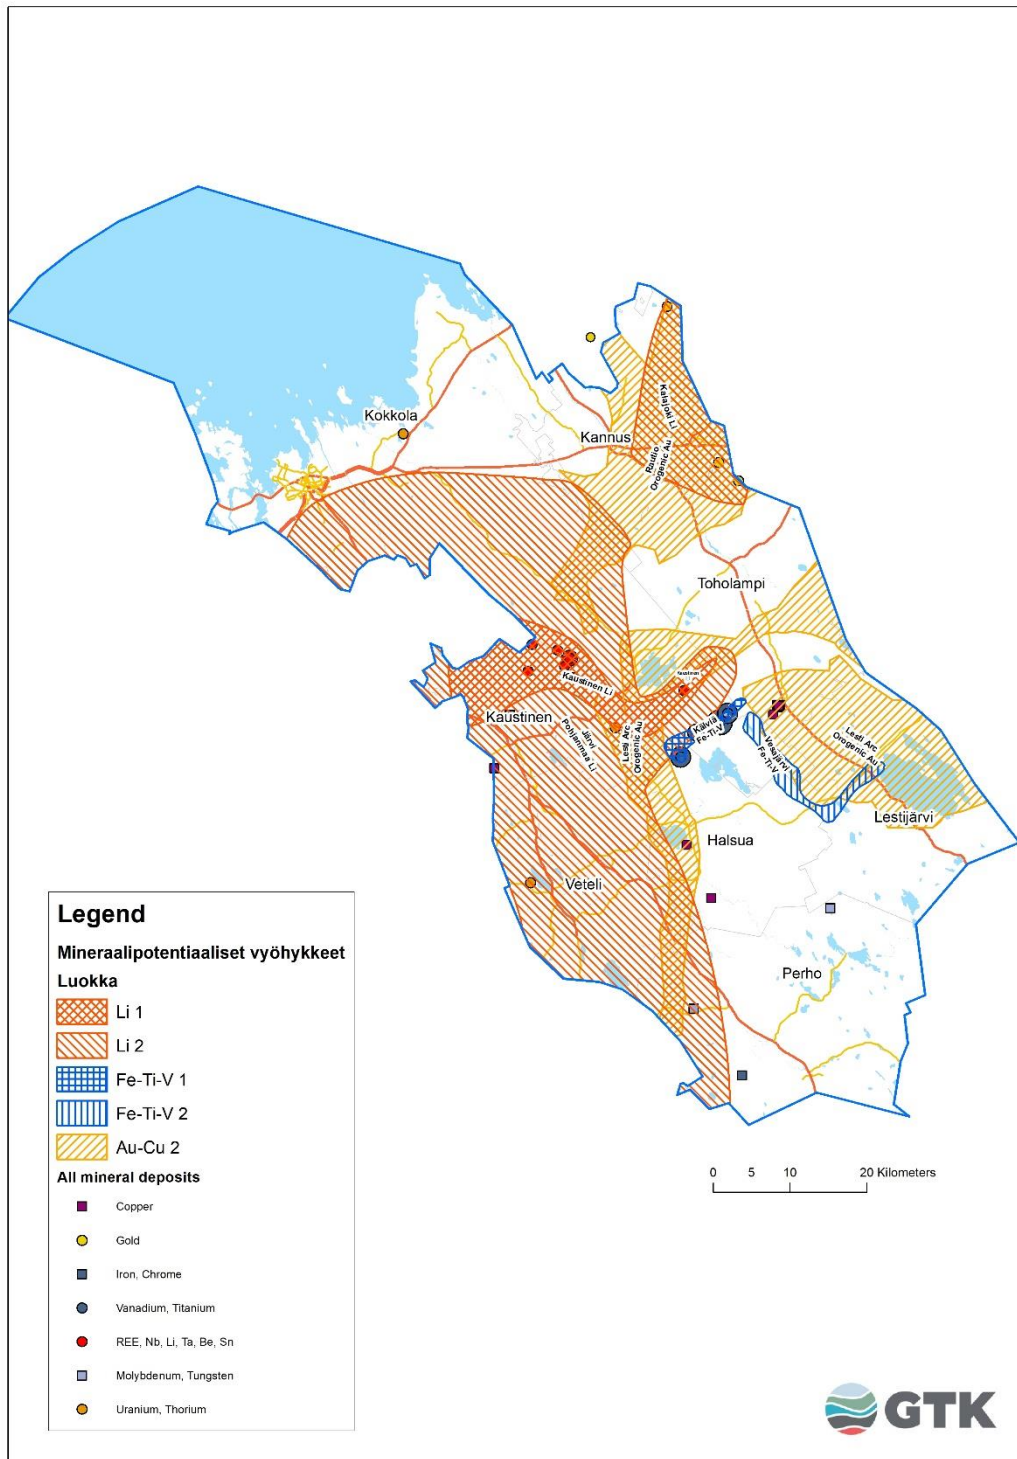 Kokkola
Kannus
Kalajoki Li
Rautio
Orogenic Au
Toholampi
Kaustinen Li
Kaustinen
Järvi
Pohjanmaa Li
Lesti Arc
Orogenic Au
Kälviä
Fe-Ti-V
Vesajärvi
Fe-Ti-V
Lesti Arc
Orogenic Au
Lestijärvi
Halsua
Veteli
Perho
Legend
Mineraalipotentiaaliset vyöhykkeet
Luokka
Li 1
Li 2
Fe-Ti-V 1
Fe-Ti-V 2
Au-Cu 2
All mineral deposits
Copper
Gold
Iron, Chrome
Vanadium, Titanium
REE, Nb, Li, Ta, Be, Sn
Molybdenum, Tungsten
Uranium, Thorium
0 5 10 20 Kilometers
GTK